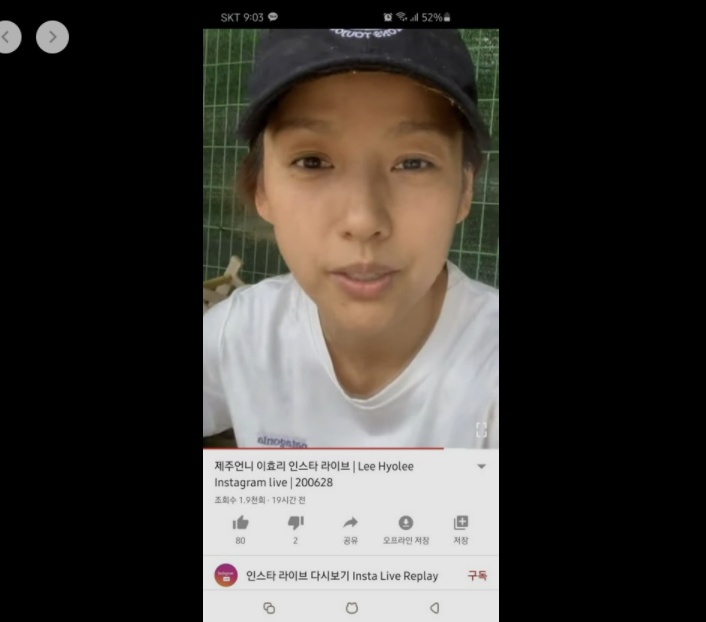 SKT 9:03
52%
제주언니 이효리 인스타 라이브 | Lee Hyolee
Instagram live | 200628
조회수 1.9천회 · 19시간 전
80
2
공유
오프라인 저장
저장
인스타 라이브 다시보기 Insta Live Replay
구독